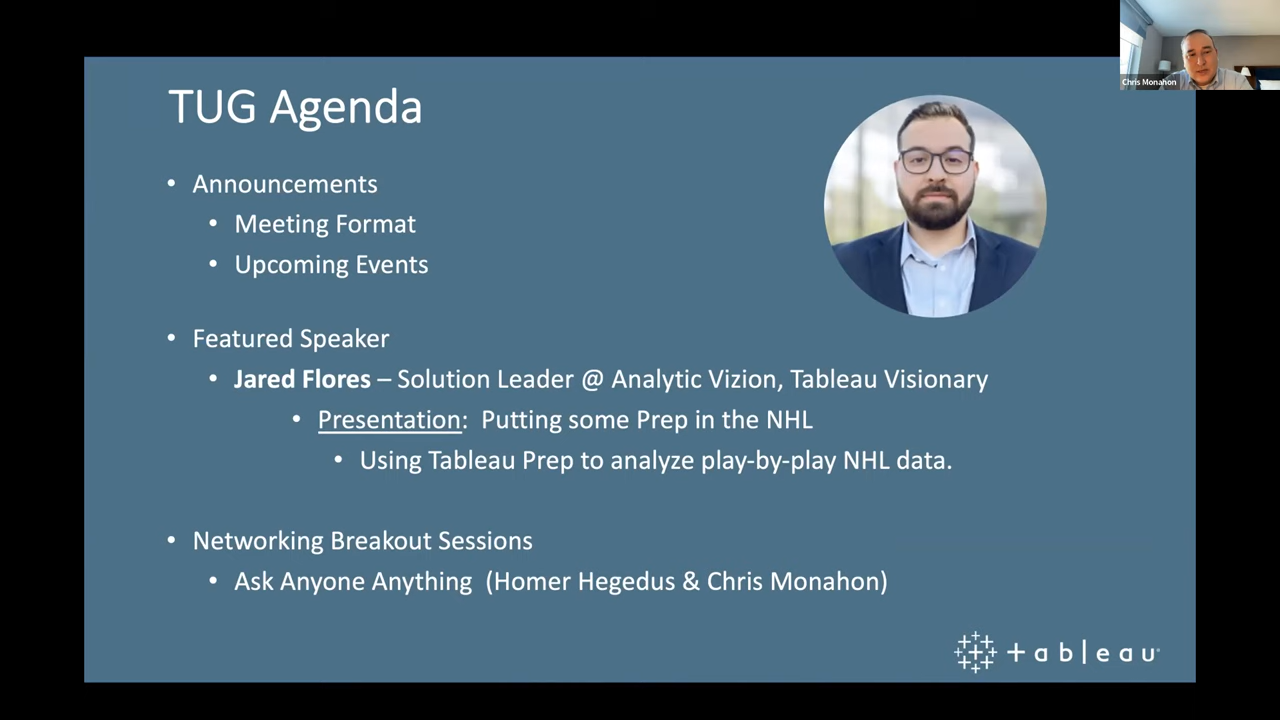 Chris Monahon
TUG Agenda
• Announcements
• Meeting Format
• Upcoming Events
• Featured Speaker
• Jared Flores – Solution Leader @ Analytic Vizion, Tableau Visionary
• Presentation: Putting some Prep in the NHL
• Using Tableau Prep to analyze play-by-play NHL data.
• Networking Breakout Sessions
• Ask Anyone Anything (Homer Hegedus & Chris Monahon)
+ableau®